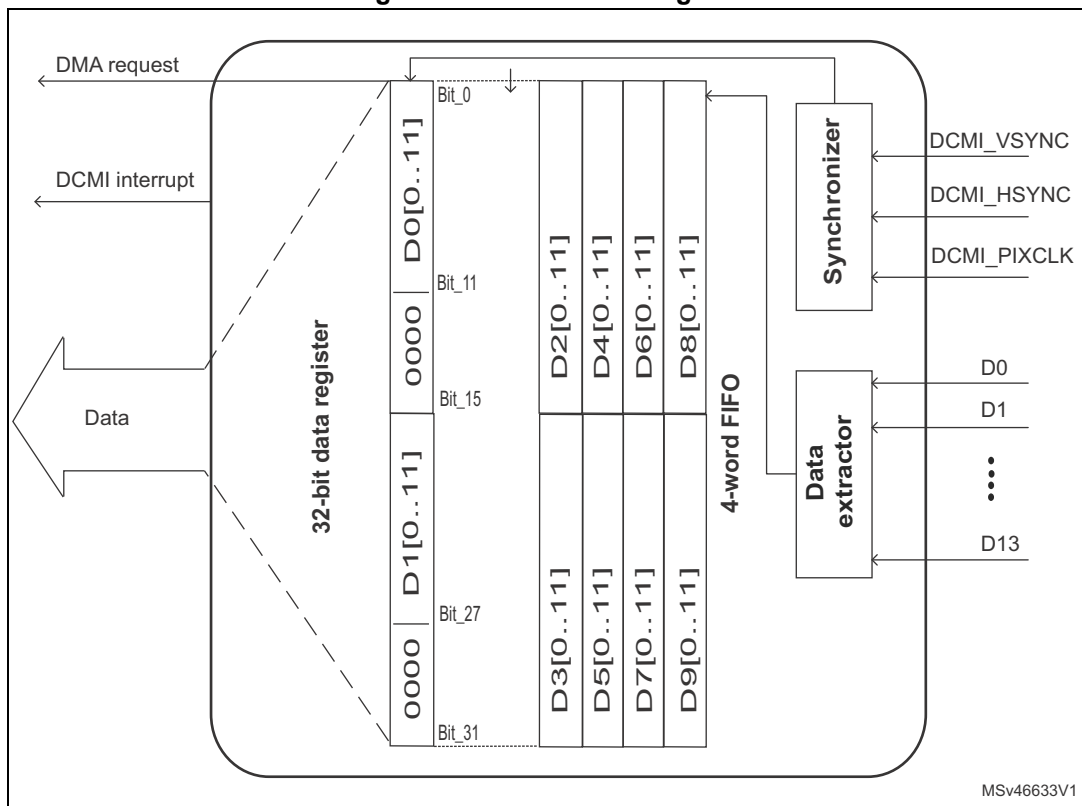 DMA request
DCMI interrupt
Data
32-bit data register
D0[0..11]
0000
D1[0..11]
0000
Bit_0
Bit_11
Bit_15
Bit_27
Bit_31
D2[0..11]
D4[0..11]
D6[0..11]
D8[0..11]
D3[0..11]
D5[0..11]
D7[0..11]
D9[0..11]
4-word FIFO
Synchronizer
Data
extractor
DCMI_VSYNC
DCMI_HSYNC
DCMI_PIXCLK
D0
D1
....
D13
MSv46633V1